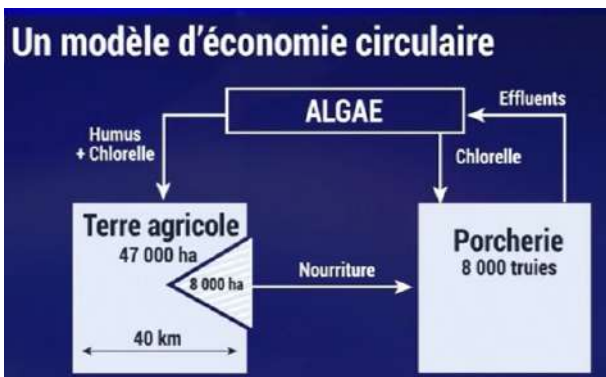 Un modèle d'économie circulaire
ALGAE
Effluents
Humus
+ Chlorelle
Chlorelle
Terre agricole
47 000 ha
8 000 ha
40 km
Nourriture
Porcherie
8 000 truies